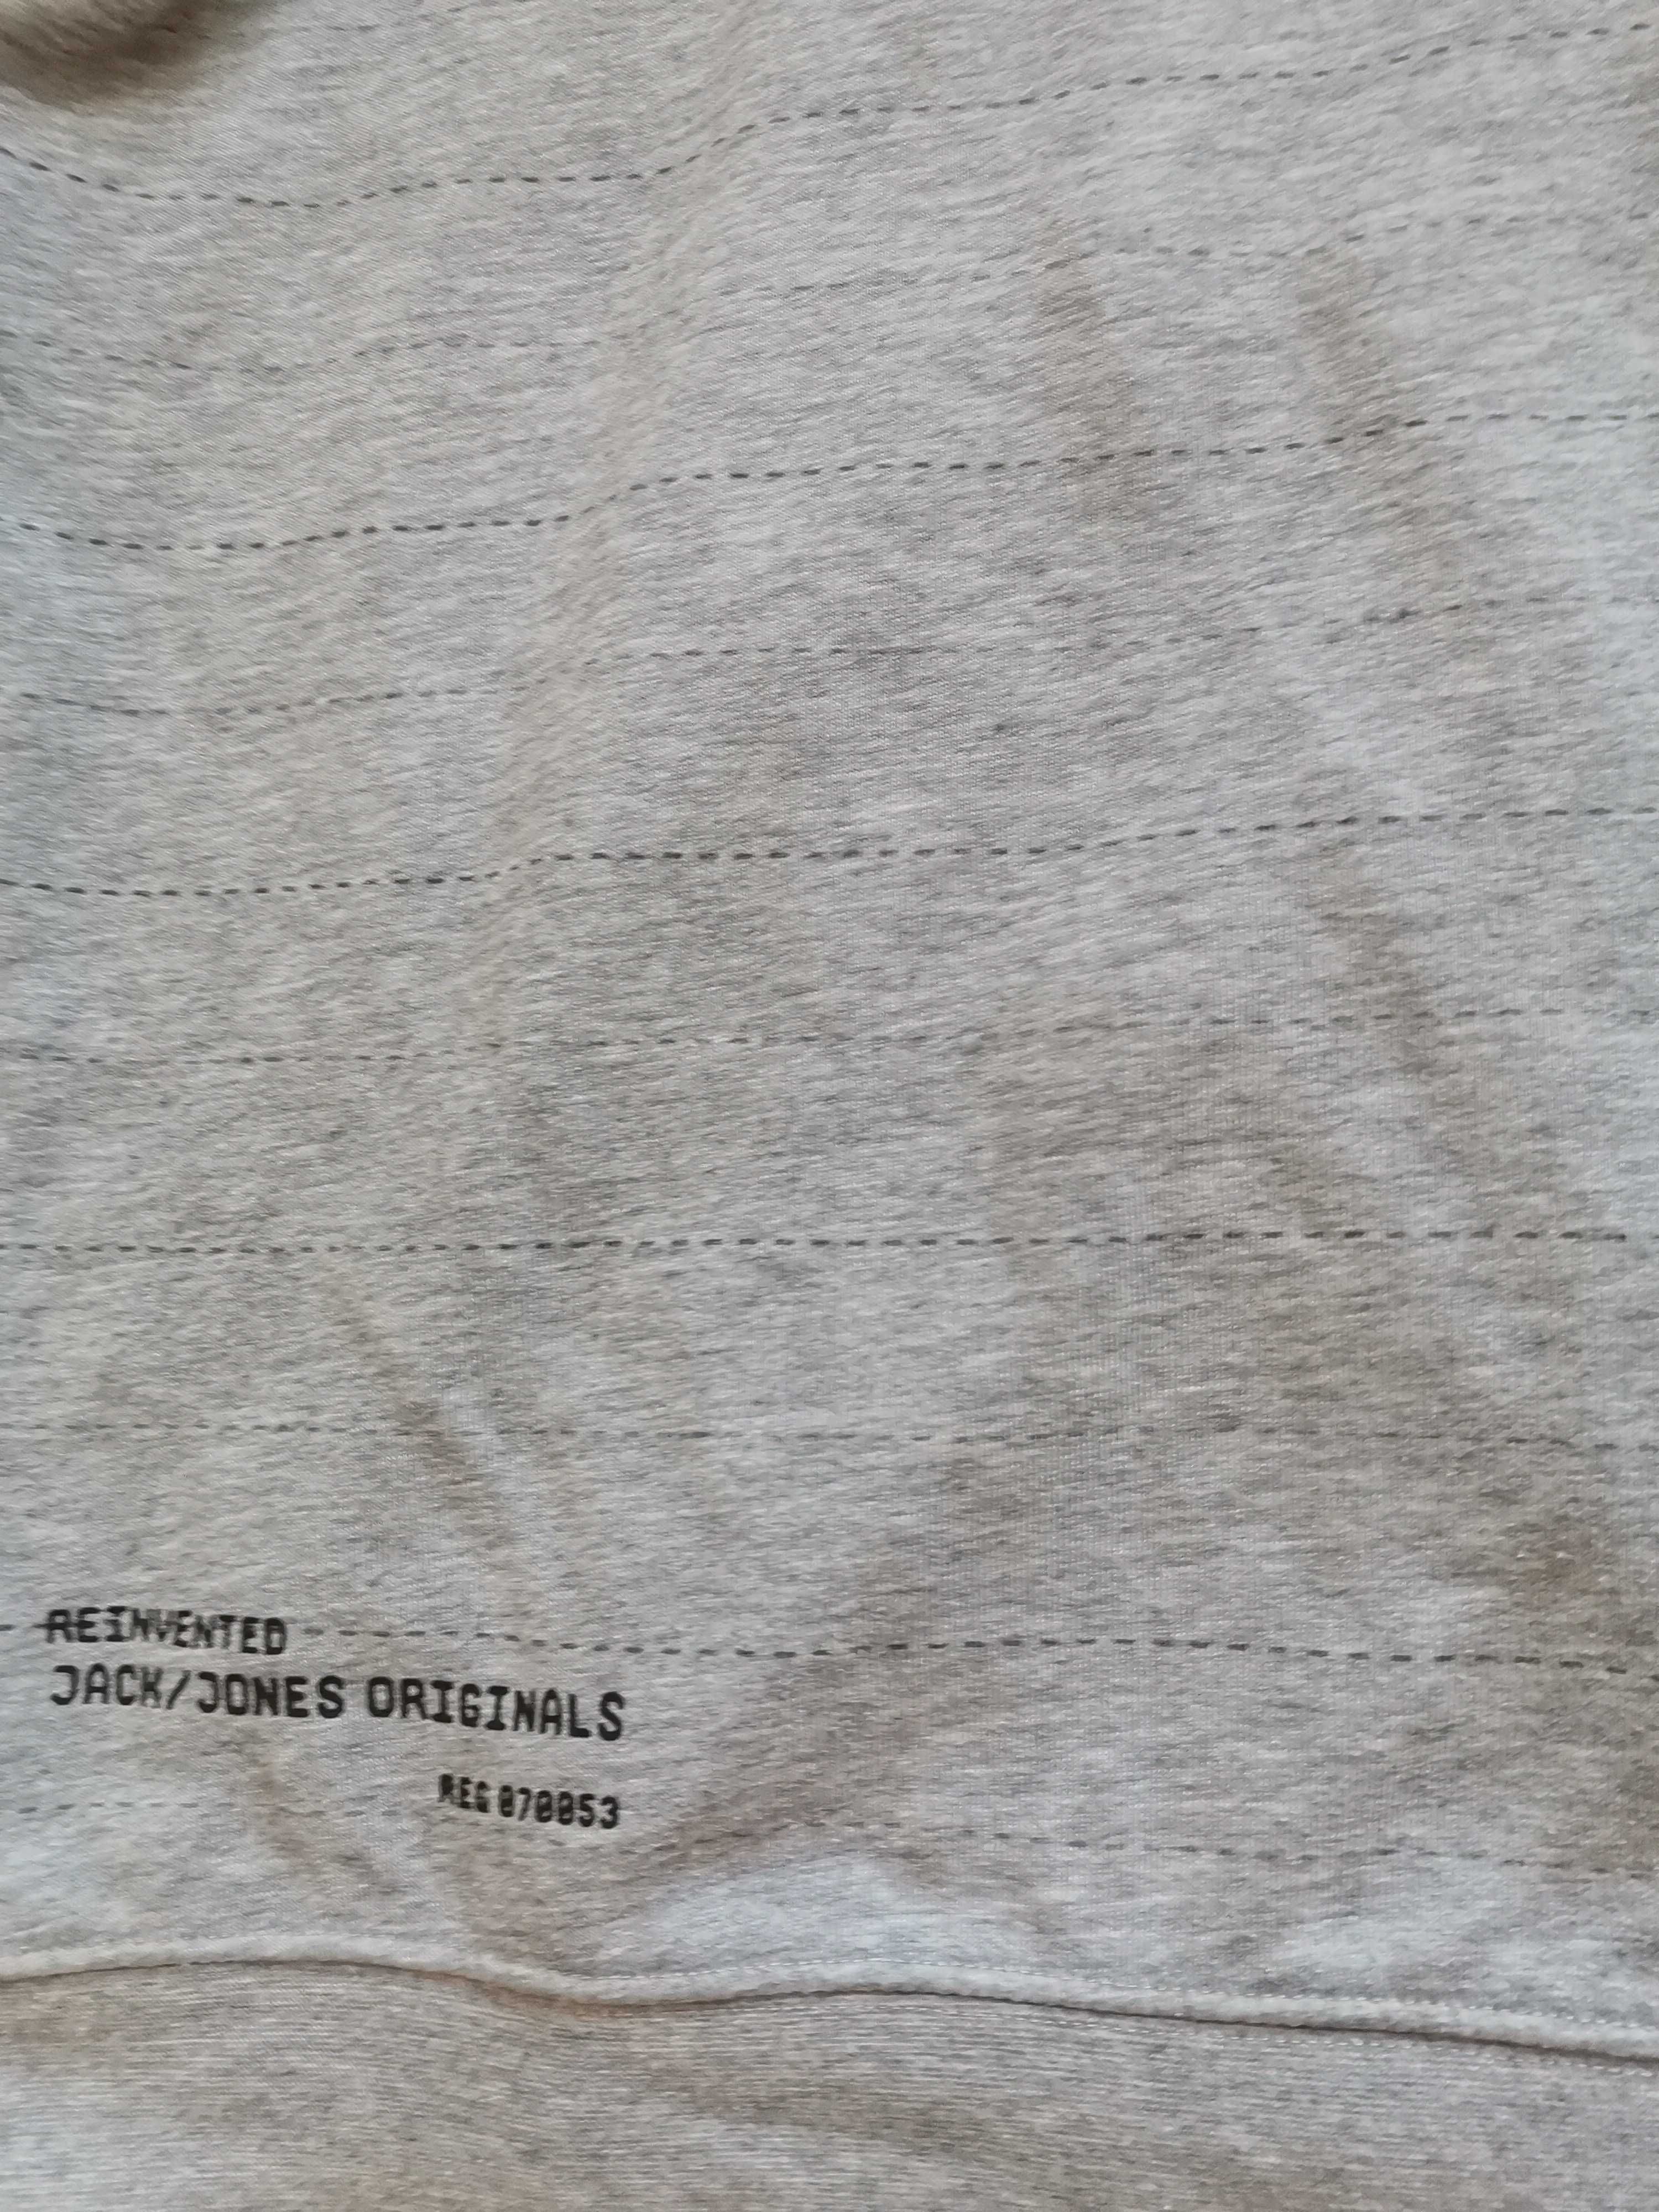 REINVENTED
JACK/JONES ORIGINALS
REG 070053